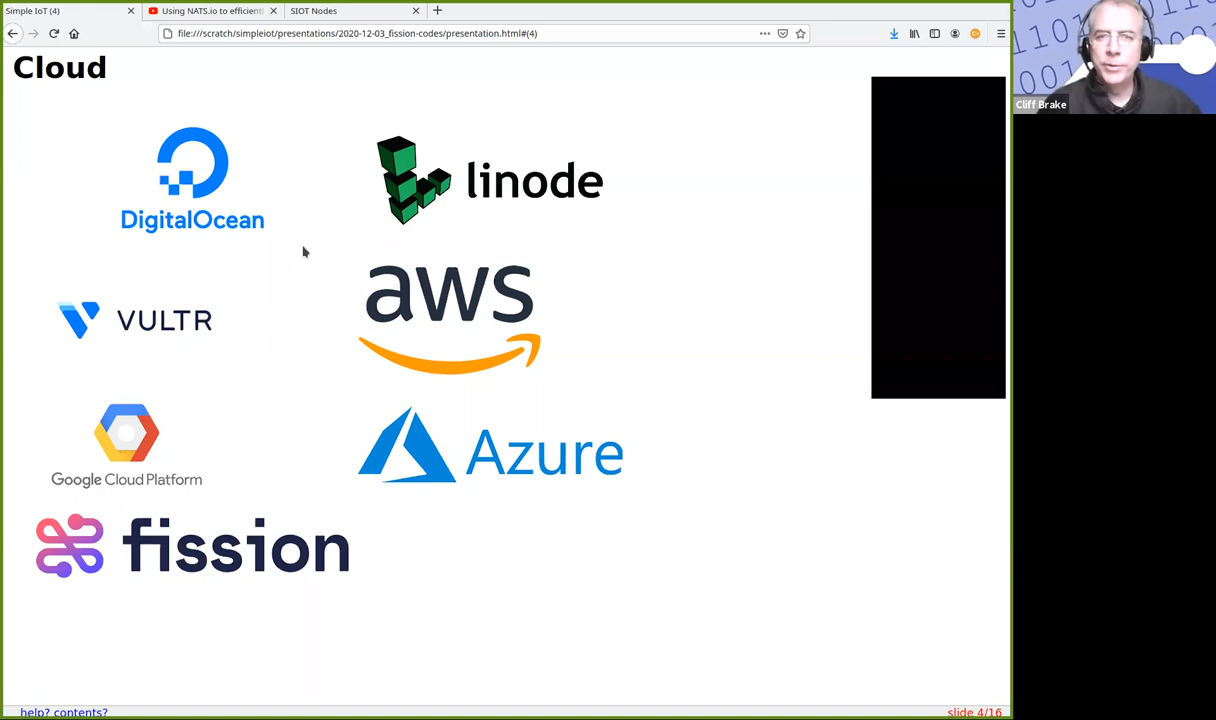 Simple IoT (4)
Using NATS.io to efficientl
SIOT Nodes
file:///scratch/simpleiot/presentations/2020-12-03_fission-codes/presentation.html#(4)
Cloud
Cliff Brake
DigitalOcean
linode
aws
VULTR
Google Cloud Platform
Azure
fission
help? contents?
slide 4/16